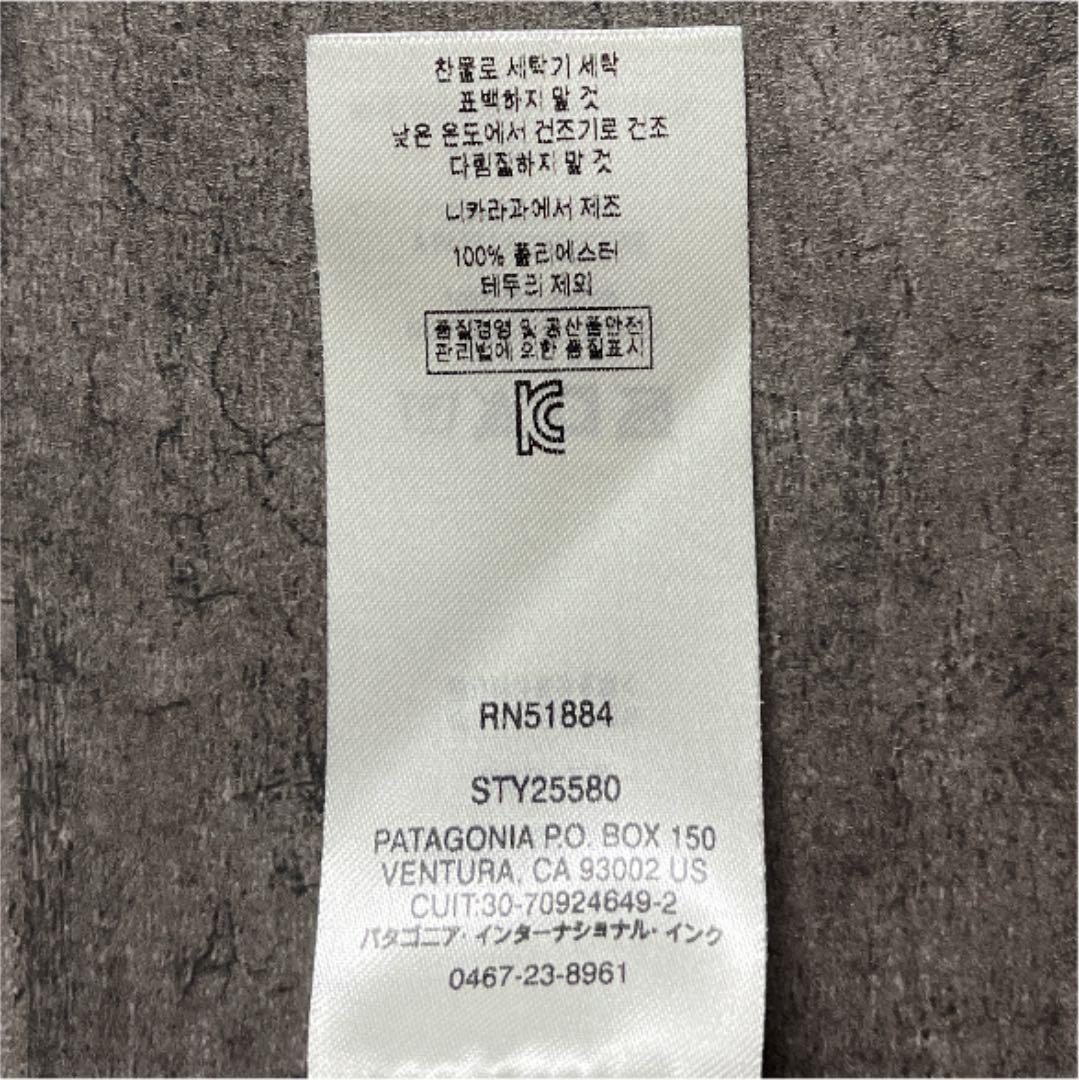 찬물로 세탁기 세탁
표백하지 말 것
낮은 온도에서 건조기로 건조
다림질하지 말 것
니카라과에서 제조
100% 폴리에스터
테두리 제외
품질경영 및 공산품안전
관리법에 의한 품질표시
KC
RN51884
STY25580
PATAGONIA P.O. BOX 150
VENTURA, CA 93002 US
CUIT:30-70924649-2
パタゴニア・インターナショナル・インク
0467-23-8961